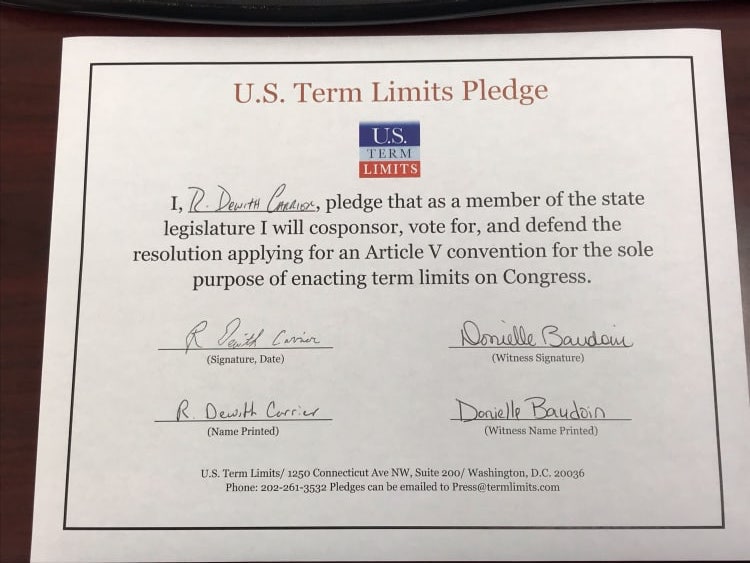 U.S. Term Limits Pledge
U.S.
TERM
LIMITS
I, R. Dewith Carrier, pledge that as a member of the state
legislature I will cosponsor, vote for, and defend the
resolution applying for an Article V convention for the sole
purpose of enacting term limits on Congress.
R Dewith Carrier Donielle Baudoin
(Signature, Date) (Witness Signature)
R. Dewith Carrier Donielle Baudoin
(Name Printed) (Witness Name Printed)
U.S. Term Limits/ 1250 Connecticut Ave NW, Suite 200/ Washington, D.C. 20036
Phone: 202-261-3532 Pledges can be emailed to Press@termlimits.com